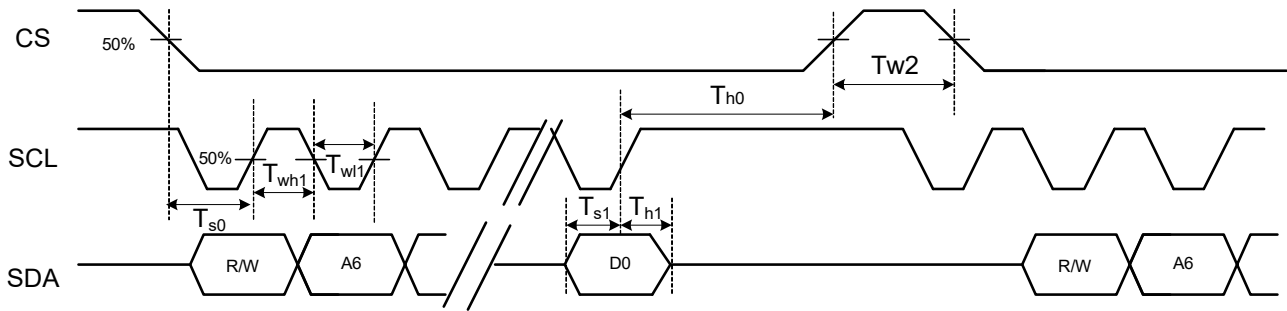 CS
50%
Tw2
Th0
SCL
50%
Twh1
Twl1
Ts0
Ts1
Th1
SDA
R/W
A6
D0
R/W
A6